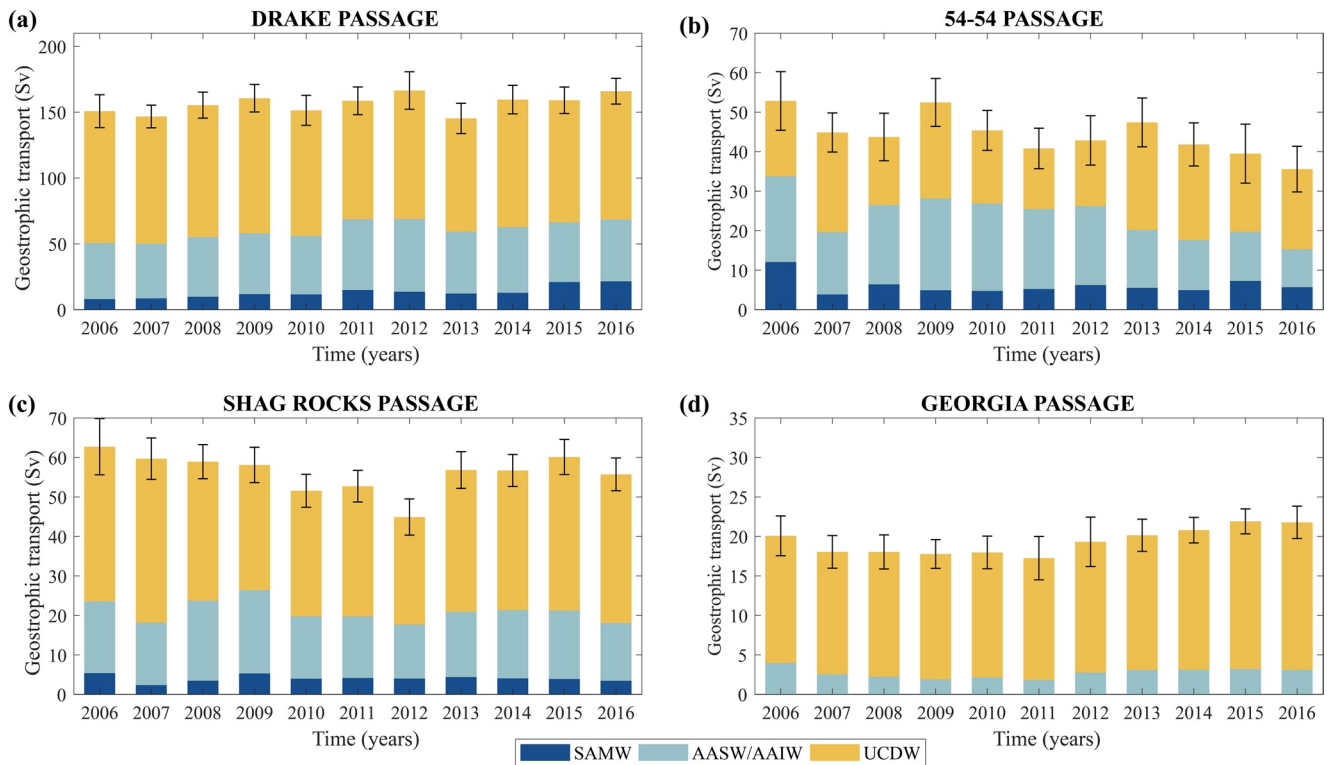 (a)
DRAKE PASSAGE
Geostrophic transport (Sv)
200
150
100
50
0
2006 2007 2008 2009 2010 2011 2012 2013 2014 2015 2016
Time (years)
(b)
54-54 PASSAGE
Geostrophic transport (Sv)
70
60
50
40
30
20
10
0
2006 2007 2008 2009 2010 2011 2012 2013 2014 2015 2016
Time (years)
(c)
SHAG ROCKS PASSAGE
Geostrophic transport (Sv)
70
60
50
40
30
20
10
0
2006 2007 2008 2009 2010 2011 2012 2013 2014 2015 2016
Time (years)
(d)
GEORGIA PASSAGE
Geostrophic transport (Sv)
35
30
25
20
15
10
5
0
2006 2007 2008 2009 2010 2011 2012 2013 2014 2015 2016
Time (years)
SAMW AASW/AAIW UCDW